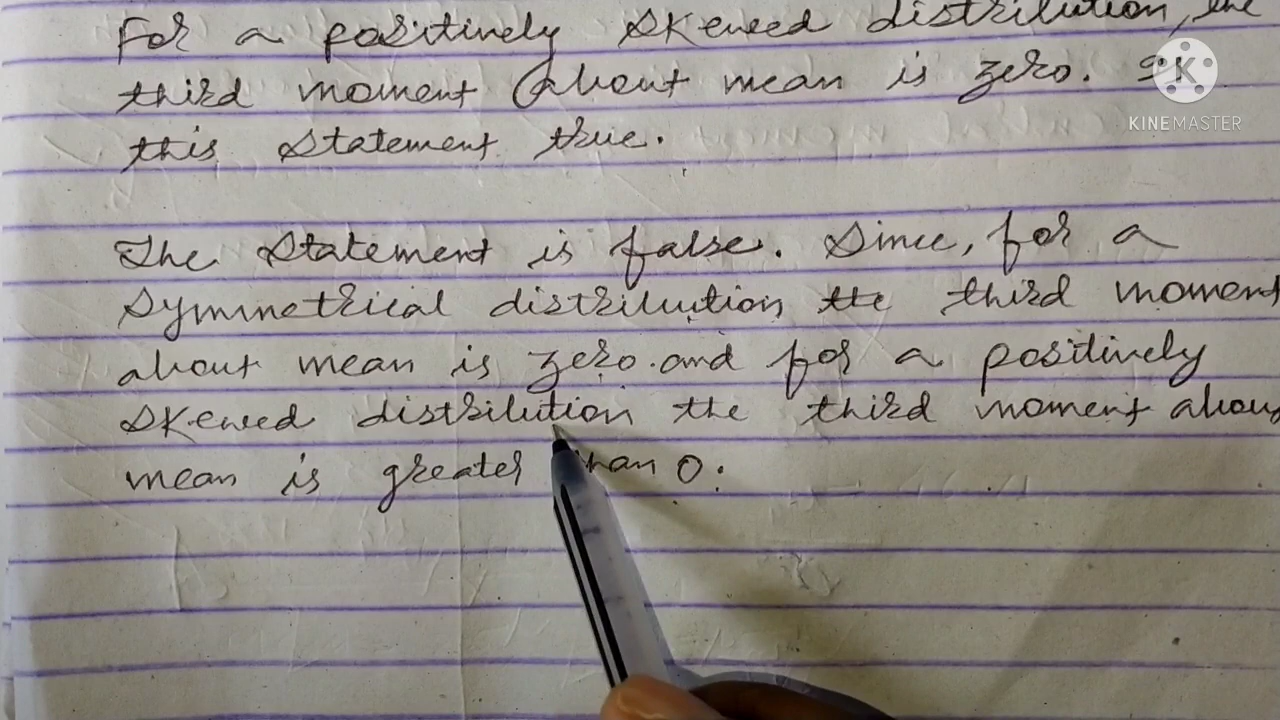 For a positively skewed distribution, the
third moment about mean is zero. Is
this statement true.
The statement is false. Since, for a
symmetrical distribution the third moment
about mean is zero and for a positively
skewed distribution the third moment about
mean is greater than 0.
K
KINEMASTER